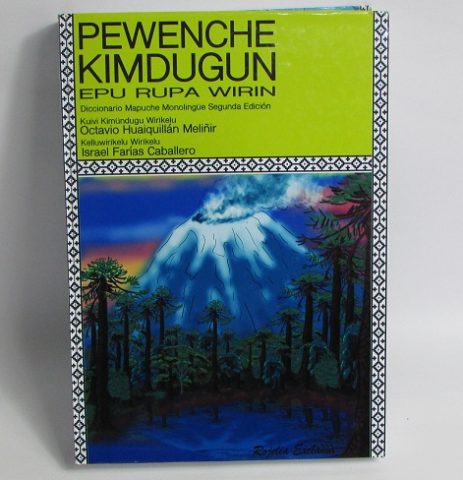 PEWENCHE
KIMDUGUN
EPU RUPA WIRIN
Diccionario Mapuche Monolingüe Segunda Edición
Kuivi Kimündugu Wirikelu
Octavio Huaiquillán Meliñir
Kelluwirikelu Wirikelu
Israel Farías Caballero